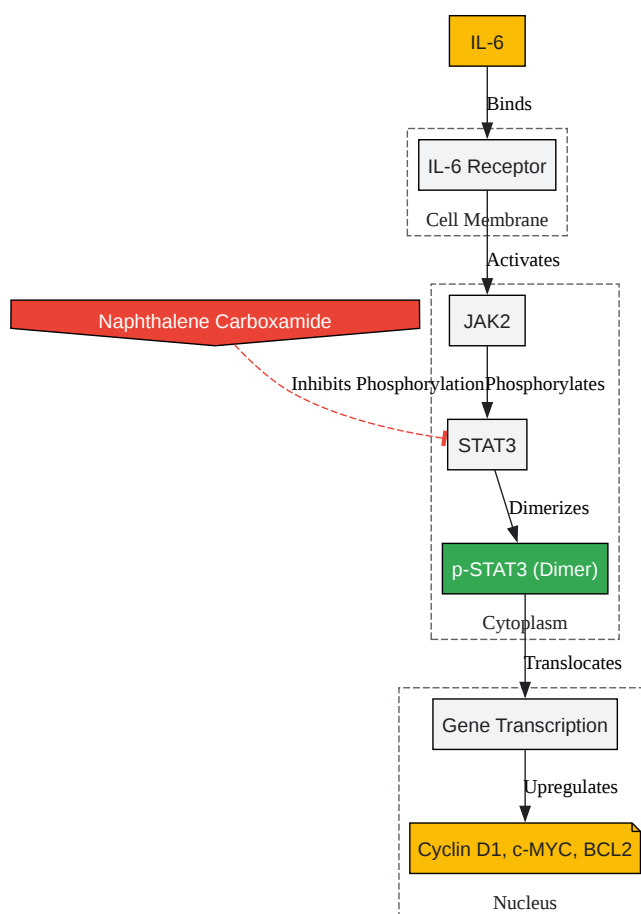 IL-6
Binds
IL-6 Receptor
Cell Membrane
Activates
Naphthalene Carboxamide
JAK2
Inhibits Phosphorylation
Phosphorylates
STAT3
Dimerizes
p-STAT3 (Dimer)
Cytoplasm
Translocates
Gene Transcription
Upregulates
Cyclin D1, c-MYC, BCL2
Nucleus